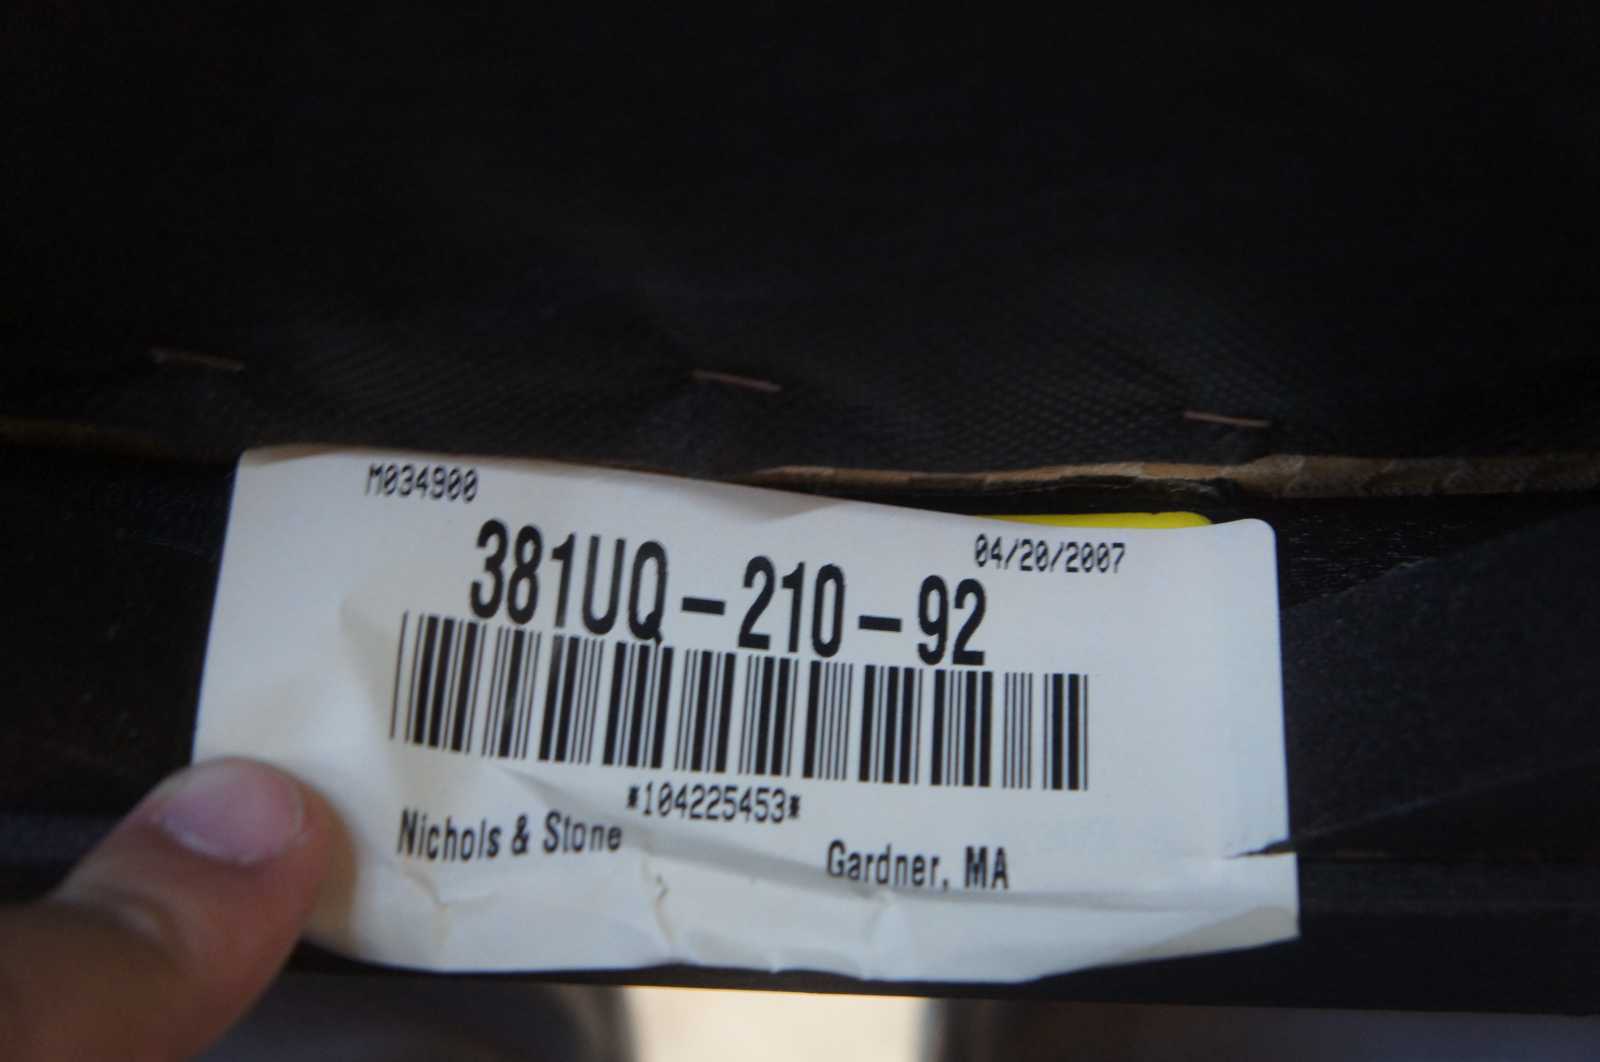 M034900
04/20/2007
381UQ-210-92
*104225453*
Nichols & Stone
Gardner, MA